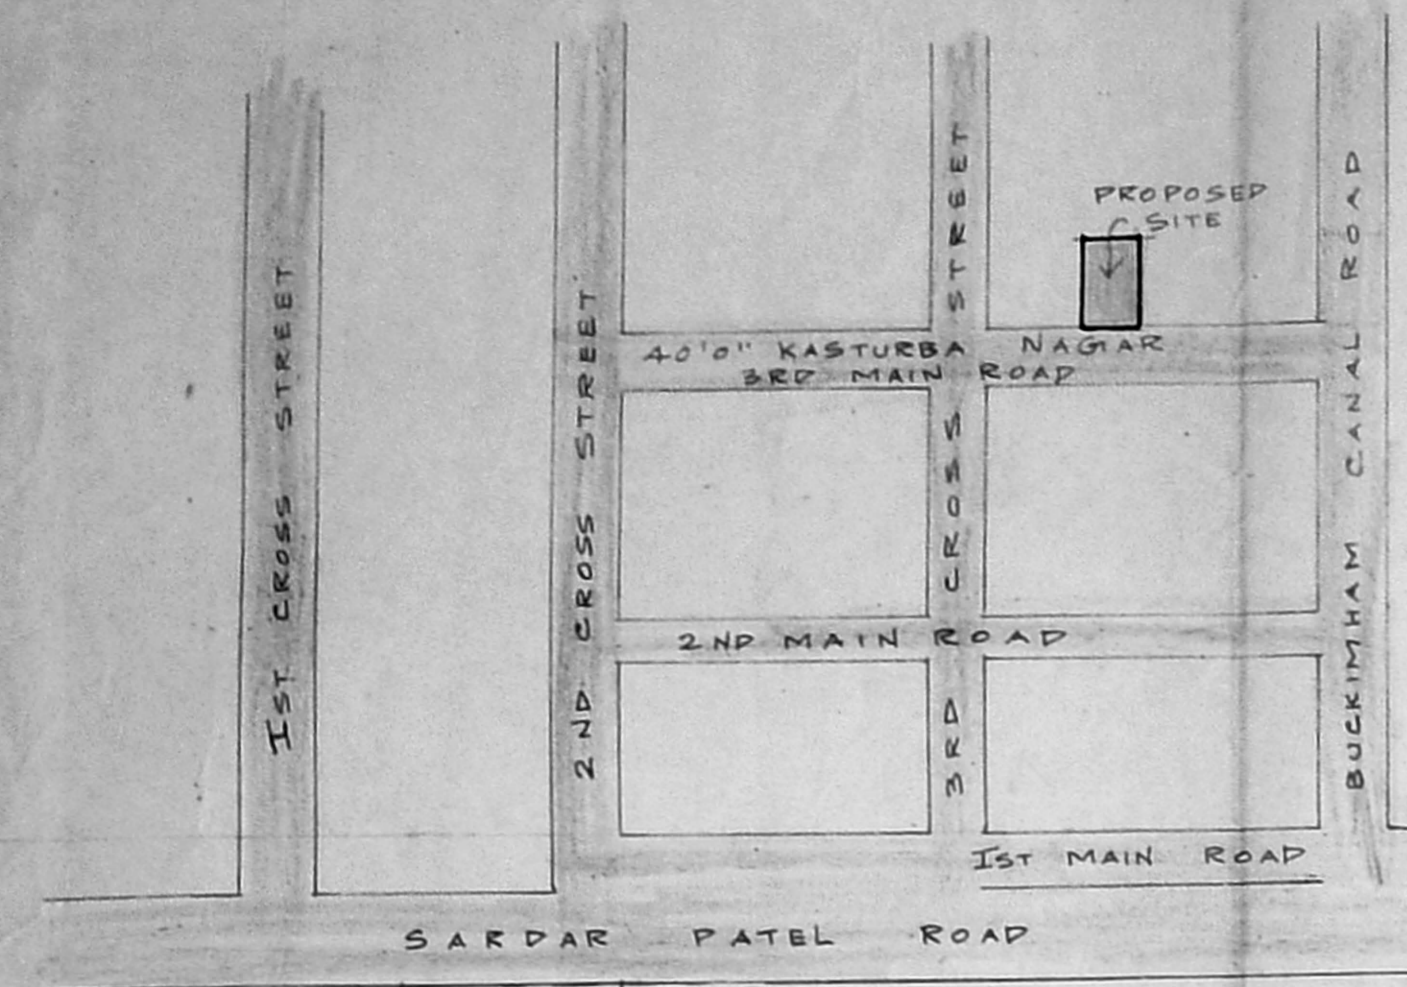 PROPOSED
SITE
40'0" KASTURBA NAGAR
3RD MAIN ROAD
2ND MAIN ROAD
IST MAIN ROAD
SARDAR PATEL ROAD
IST CROSS STREET
2ND CROSS STREET
3RD CROSS STREET
BUCKIMHAM CANAL ROAD